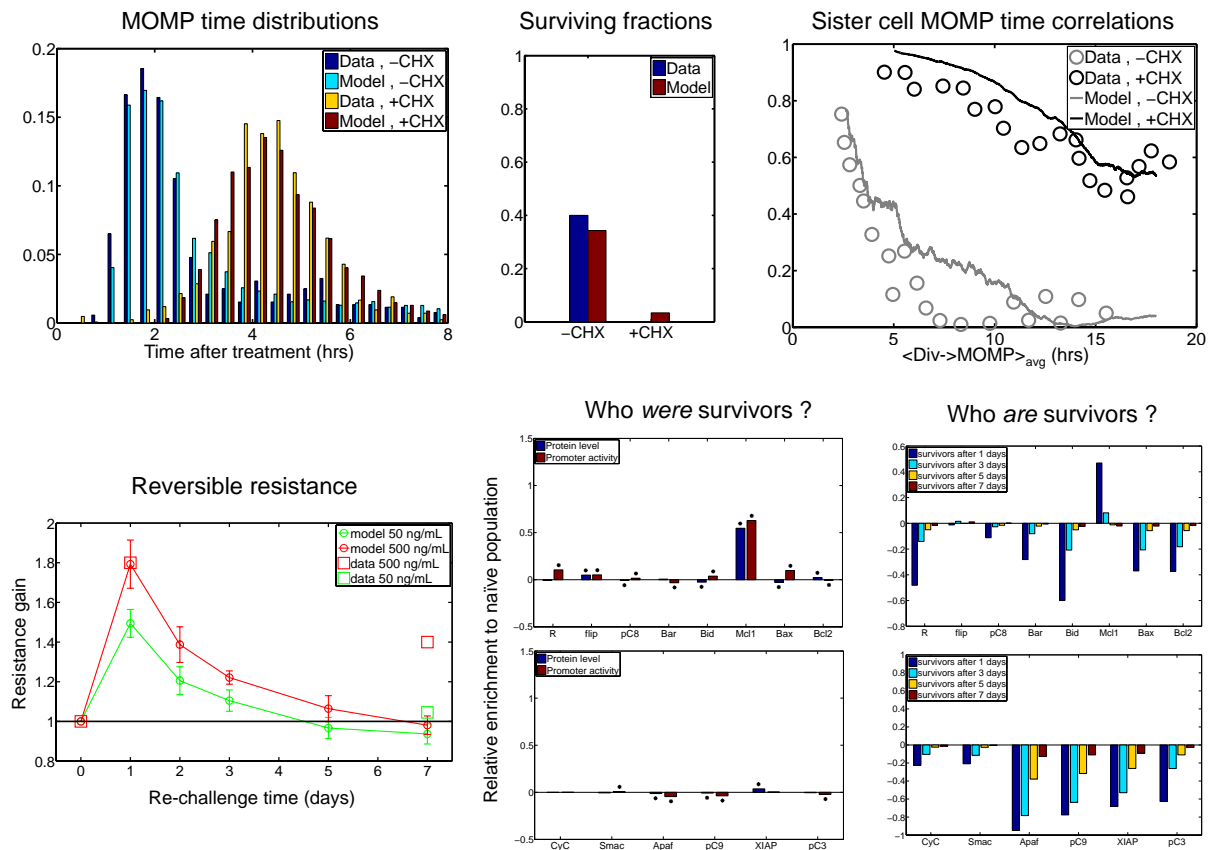 MOMP time distributions
0.2
0.15
0.1
0.05
0
0 2 4 6 8
Time after treatment (hrs)
Data , −CHX
Model , −CHX
Data , +CHX
Model , +CHX
Surviving fractions
1
0.8
0.6
0.4
0.2
0
−CHX +CHX
Data
Model
Sister cell MOMP time correlations
1
0.8
0.6
0.4
0.2
0
0 5 10 15 20
<Div->MOMP>avg (hrs)
Data , −CHX
Data , +CHX
Model , −CHX
Model , +CHX
Reversible resistance
Resistance gain
2
1.8
1.6
1.4
1.2
1
0.8
0 1 2 3 5 7
Re-challenge time (days)
model 50 ng/mL
model 500 ng/mL
data 500 ng/mL
data 50 ng/mL
Who were survivors ?
Relative enrichment to naïve population
1.5
1
0.5
0
−0.5
R flip pC8 Bar Bid Mcl1 Bax Bcl2
Protein level
Promoter activity
1.5
1
0.5
0
−0.5
CyC Smac Apaf pC9 XIAP pC3
Protein level
Promoter activity
Who are survivors ?
0.6
0.4
0.2
0
−0.2
−0.4
−0.6
−0.8
R flip pC8 Bar Bid Mcl1 Bax Bcl2
survivors after 1 days
survivors after 3 days
survivors after 5 days
survivors after 7 days
1
0.8
0.6
0.4
0.2
0
−0.2
−0.4
−0.6
−0.8
−1
CyC Smac Apaf pC9 XIAP pC3
survivors after 1 days
survivors after 3 days
survivors after 5 days
survivors after 7 days